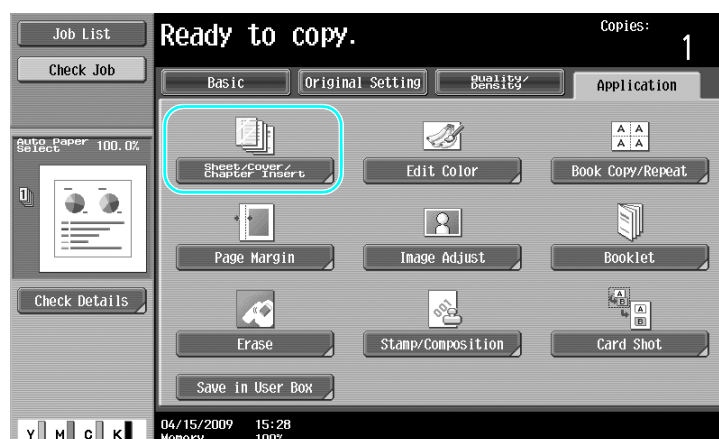 Job List
Ready to copy.
Copies:
1
Check Job
Basic
Original Setting
Quality/
Density
Application
Auto Paper
Select
100.0%
Sheet/Cover/
Chapter Insert
Edit Color
Book Copy/Repeat
Page Margin
Image Adjust
Booklet
Check Details
Erase
Stamp/Composition
Card Shot
Save in User Box
04/15/2009 15:28
Memory 100%
Y M C K